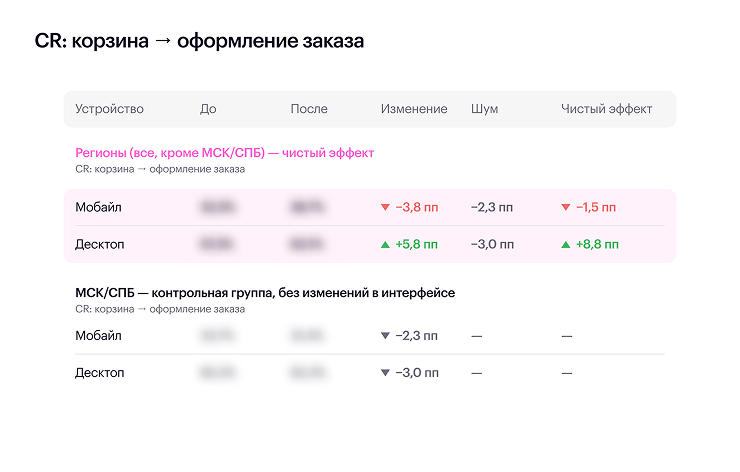 CR: корзина → оформление заказа
Устройство До После Изменение Шум Чистый эффект
Регионы (все, кроме МСК/СПБ) — чистый эффект
CR: корзина → оформление заказа
Мобайл ▼ −3,8 пп −2,3 пп ▼ −1,5 пп
Десктоп ▲ +5,8 пп −3,0 пп ▲ +8,8 пп
МСК/СПБ — контрольная группа, без изменений в интерфейсе
CR: корзина → оформление заказа
Мобайл ▼ −2,3 пп — —
Десктоп ▼ −3,0 пп — —